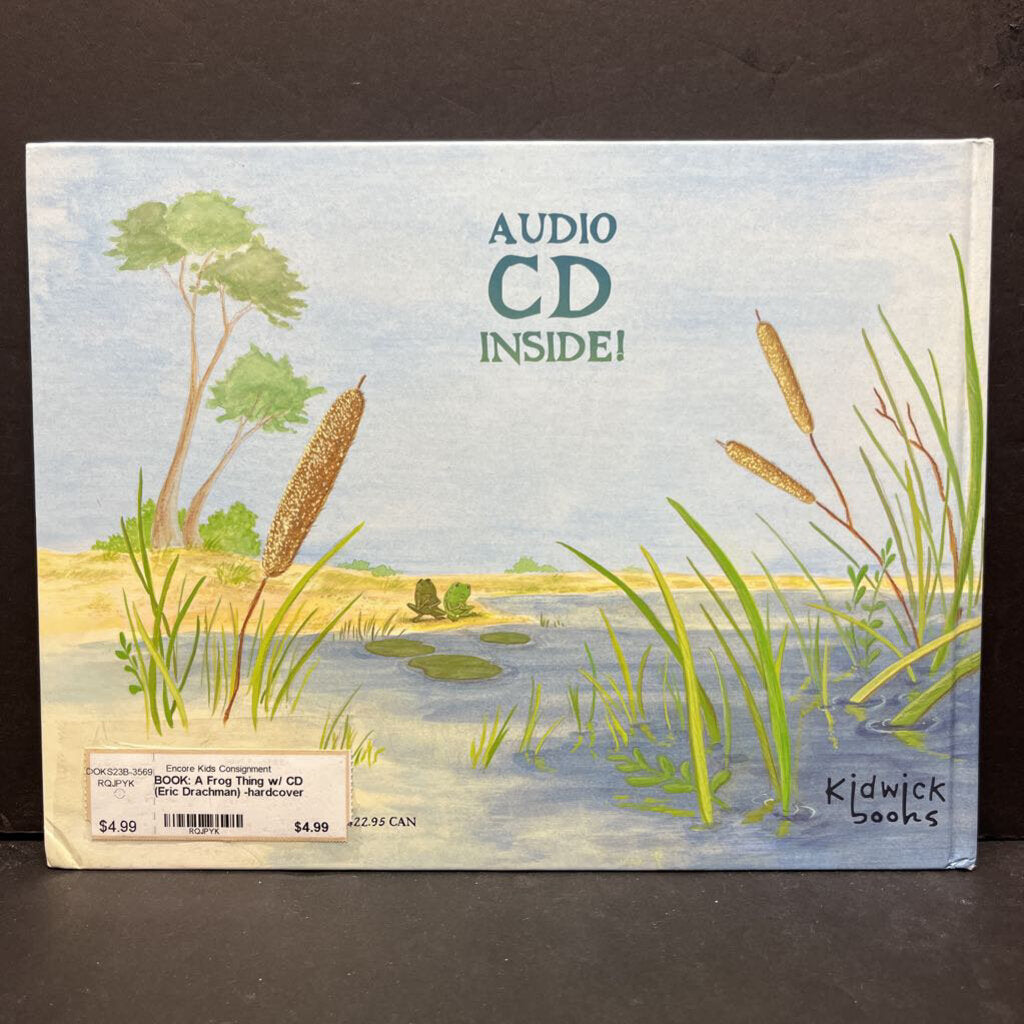 AUDIO
CD
INSIDE!
Encore Kids Consignment
BOOK: A Frog Thing w/ CD
(Eric Drachman) -hardcover
RQJPYK
$4.99
RQJPYK
$4.99
22.95 CAN
Kidwick
books